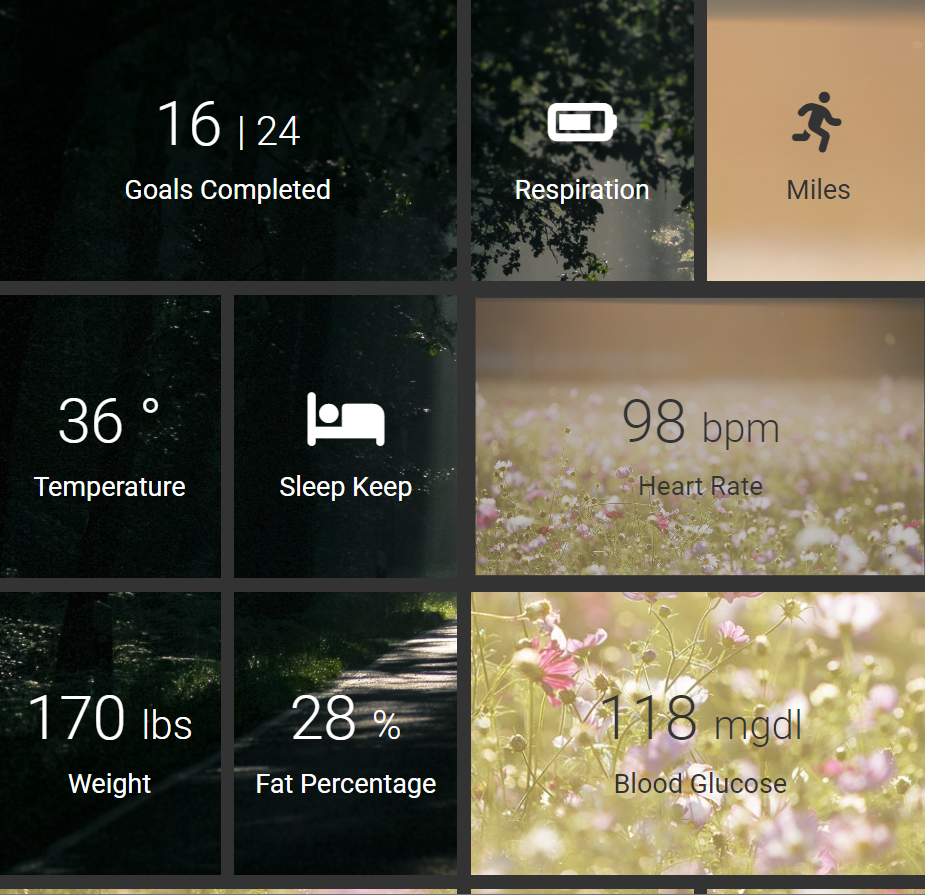 16 | 24
Goals Completed
Respiration
Miles
36 °
Temperature
Sleep Keep
98 bpm
Heart Rate
170 lbs
Weight
28 %
Fat Percentage
118 mgdl
Blood Glucose